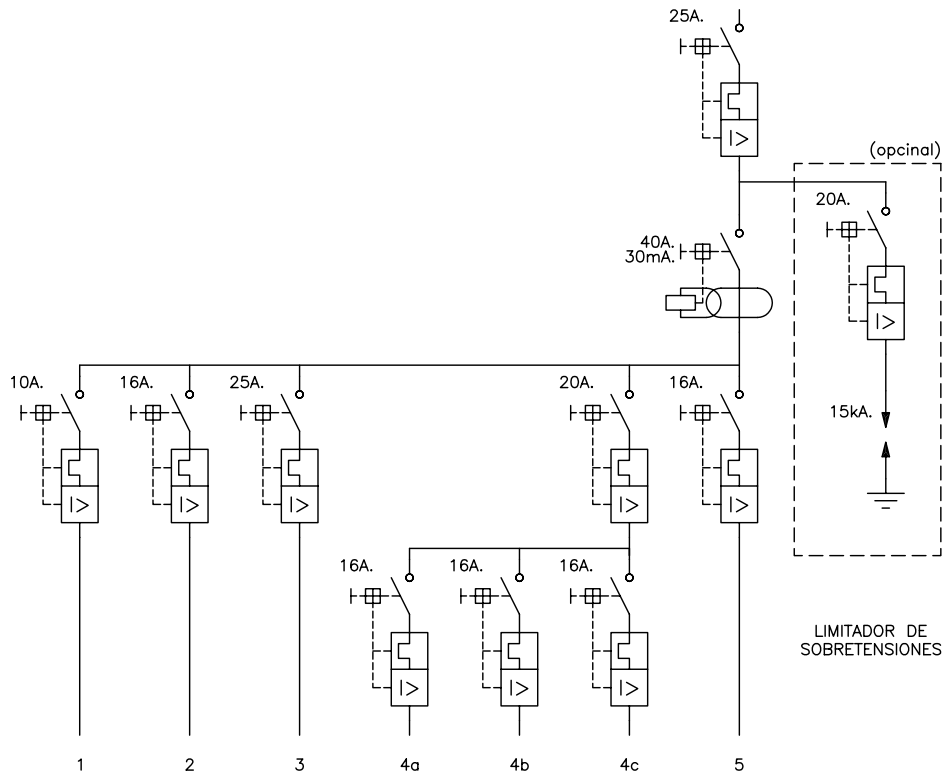 25A.
(opcinal)
20A.
40A.
30mA.
10A.
16A.
25A.
20A.
16A.
15kA.
I>
I>
I>
I>
I>
I>
I>
16A.
16A.
16A.
I>
I>
I>
LIMITADOR DE
SOBRETENSIONES
1
2
3
4a
4b
4c
5